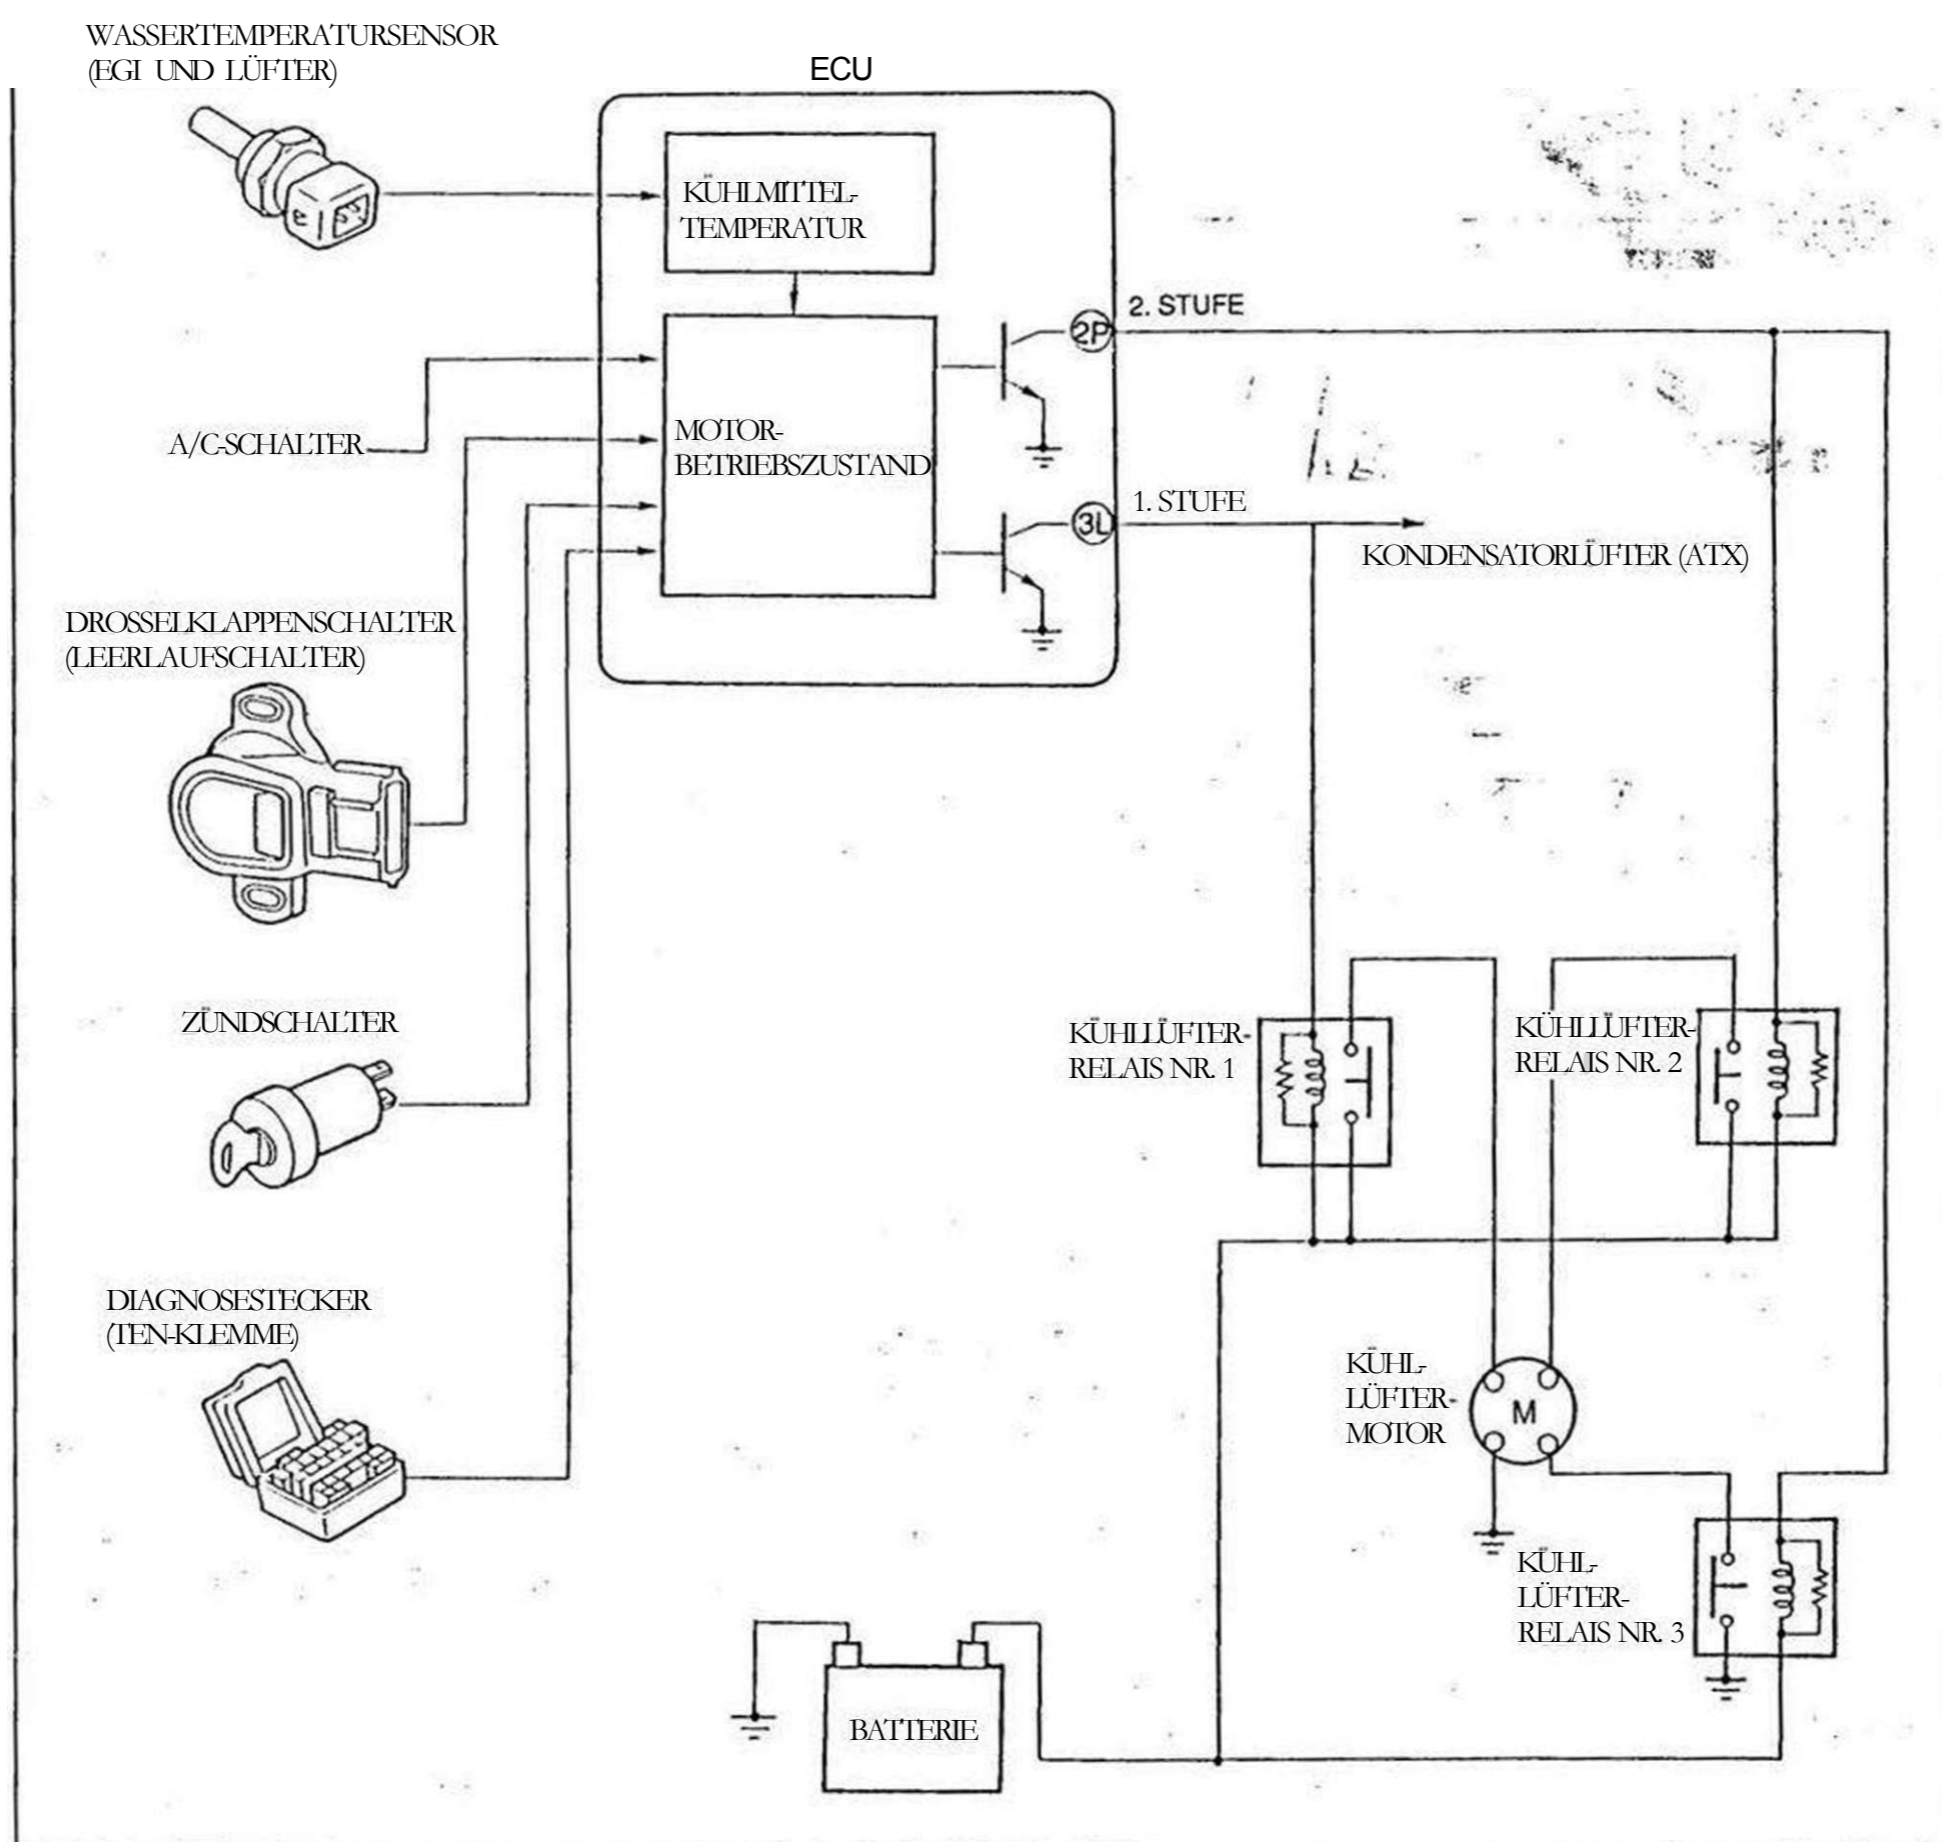 WASSERTEMPERATURSENSOR
(EGI UND LÜFTER)
ECU
KÜHLMITTEL-
TEMPERATUR
2. STUFE
2P
A/C-SCHALTER
MOTOR-
BETRIEBSZUSTAND
1. STUFE
3L
KONDENSATORLÜFTER (ATX)
DROSSELKLAPPENSCHALTER
(LEERLAUFSCHALTER)
ZÜNDSCHALTER
KÜHLLÜFTER-
RELAIS NR. 1
KÜHLLÜFTER-
RELAIS NR. 2
DIAGNOSESTECKER
(TEN-KLEMME)
KÜHL-
LÜFTER-
MOTOR
M
KÜHL-
LÜFTER-
RELAIS NR. 3
BATTERIE